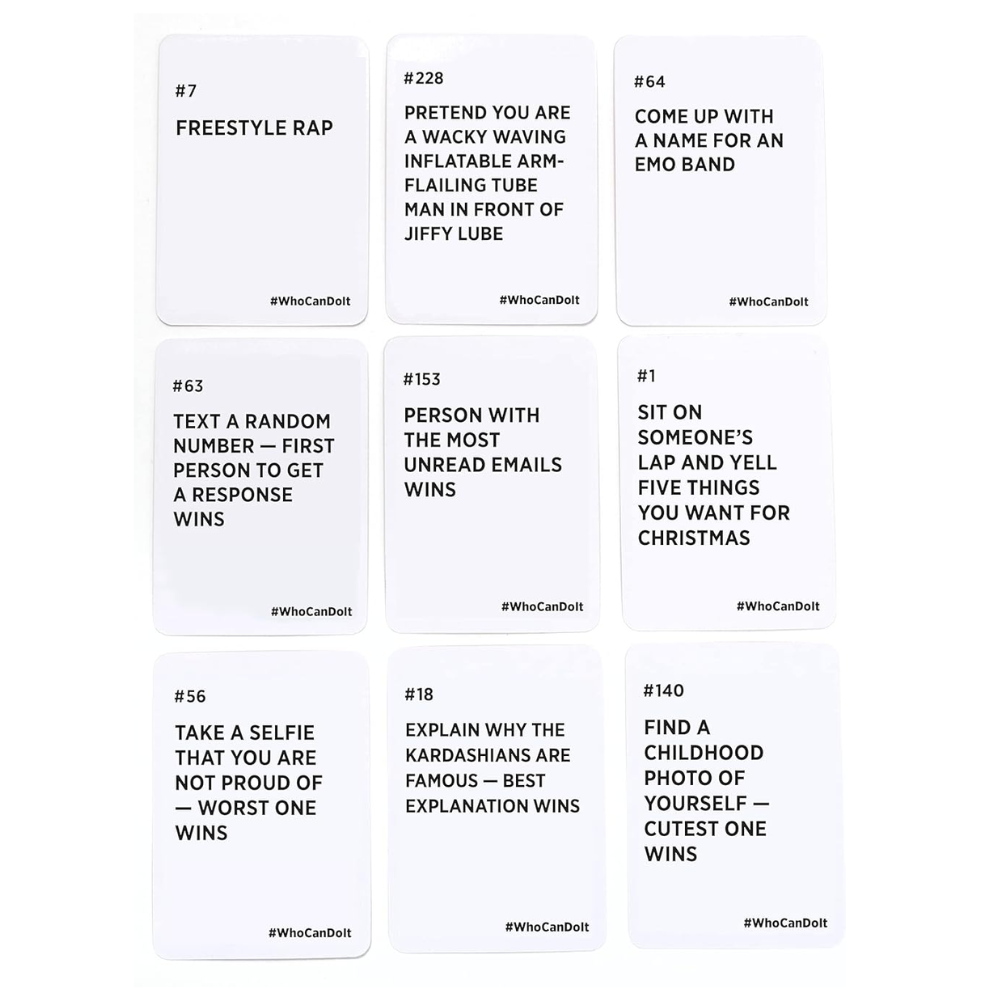 #7
FREESTYLE RAP
#WhoCanDoIt
#228
PRETEND YOU ARE
A WACKY WAVING
INFLATABLE ARM-
FLAILING TUBE
MAN IN FRONT OF
JIFFY LUBE
#WhoCanDoIt
#64
COME UP WITH
A NAME FOR AN
EMO BAND
#WhoCanDoIt
#63
TEXT A RANDOM
NUMBER — FIRST
PERSON TO GET
A RESPONSE
WINS
#WhoCanDoIt
#153
PERSON WITH
THE MOST
UNREAD EMAILS
WINS
#WhoCanDoIt
#1
SIT ON
SOMEONE’S
LAP AND YELL
FIVE THINGS
YOU WANT FOR
CHRISTMAS
#WhoCanDoIt
#56
TAKE A SELFIE
THAT YOU ARE
NOT PROUD OF
— WORST ONE
WINS
#WhoCanDoIt
#18
EXPLAIN WHY THE
KARDASHIANS ARE
FAMOUS — BEST
EXPLANATION WINS
#WhoCanDoIt
#140
FIND A
CHILDHOOD
PHOTO OF
YOURSELF —
CUTEST ONE
WINS
#WhoCanDoIt